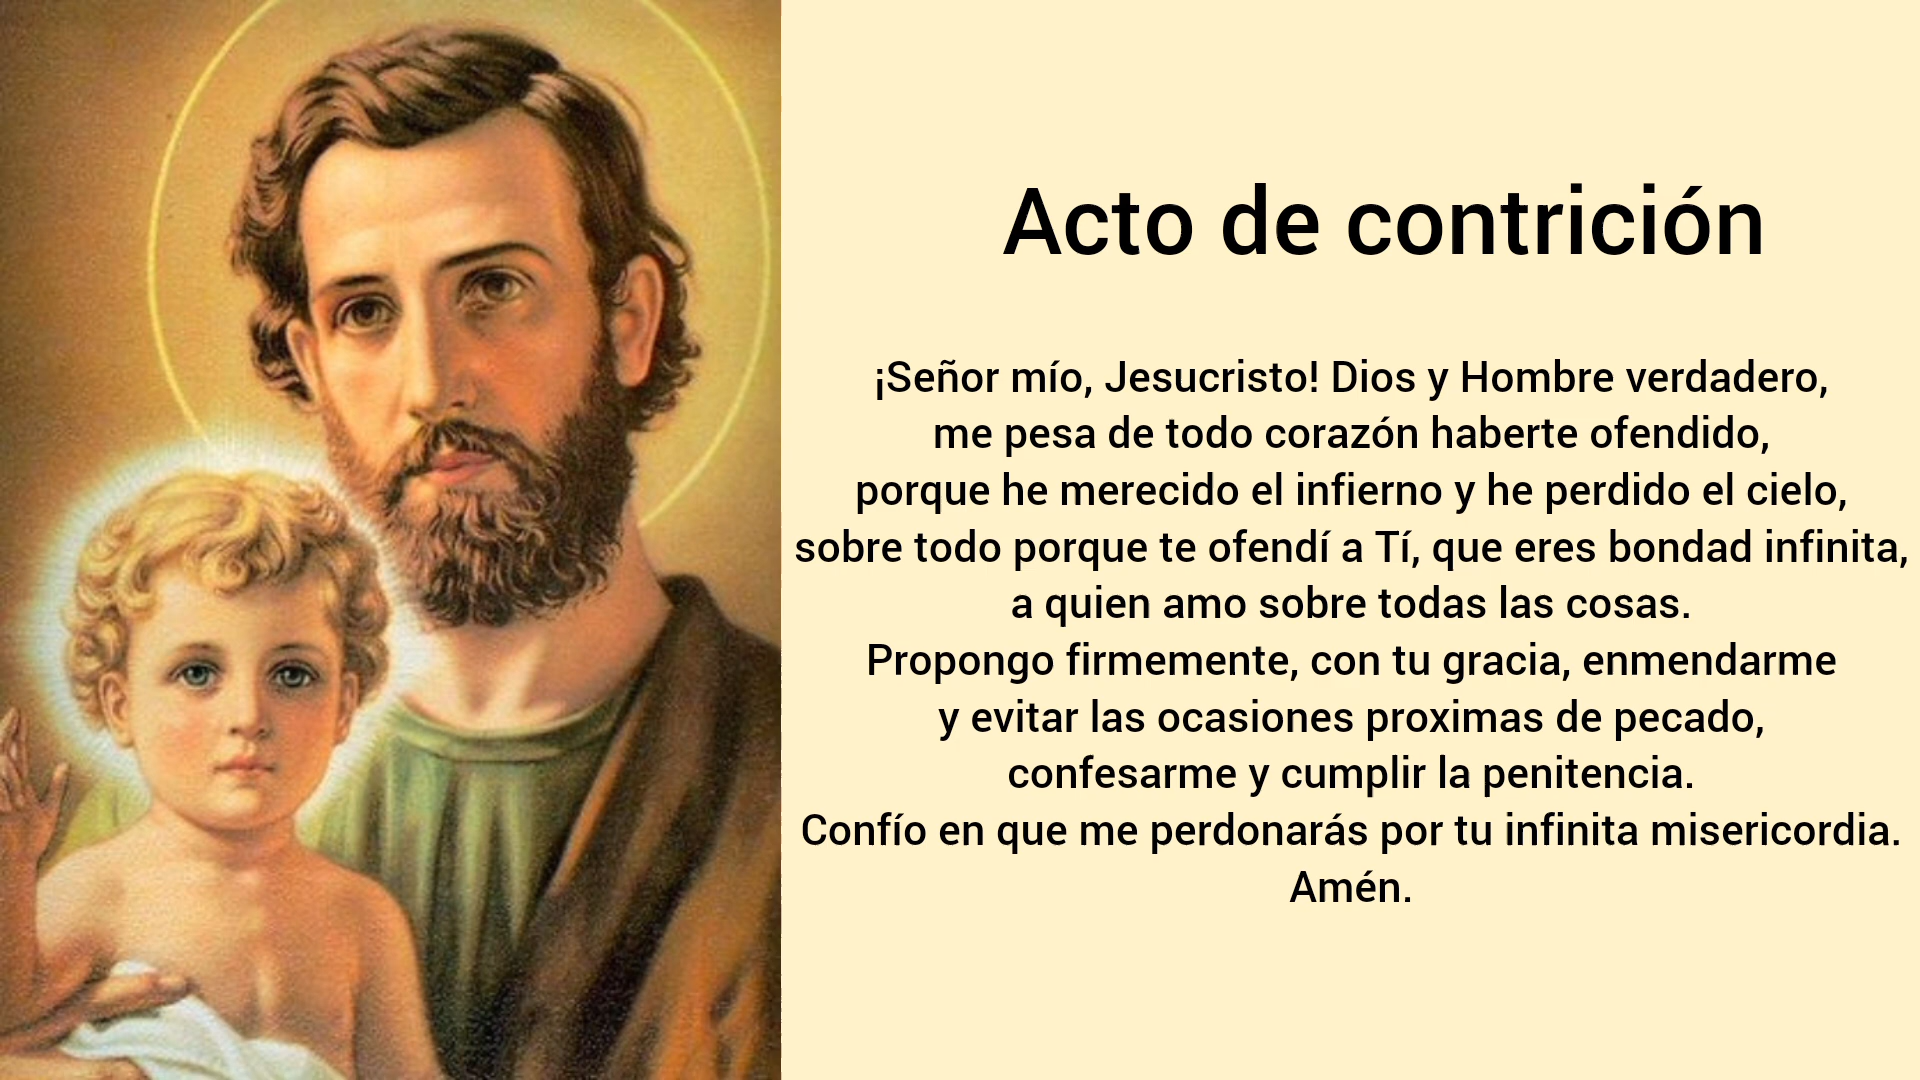 Acto de contrición
¡Señor mío, Jesucristo! Dios y Hombre verdadero,
me pesa de todo corazón haberte ofendido,
porque he merecido el infierno y he perdido el cielo,
sobre todo porque te ofendí a Tí, que eres bondad infinita,
a quien amo sobre todas las cosas.
Propongo firmemente, con tu gracia, enmendarme
y evitar las ocasiones proximas de pecado,
confesarme y cumplir la penitencia.
Confío en que me perdonarás por tu infinita misericordia.
Amén.